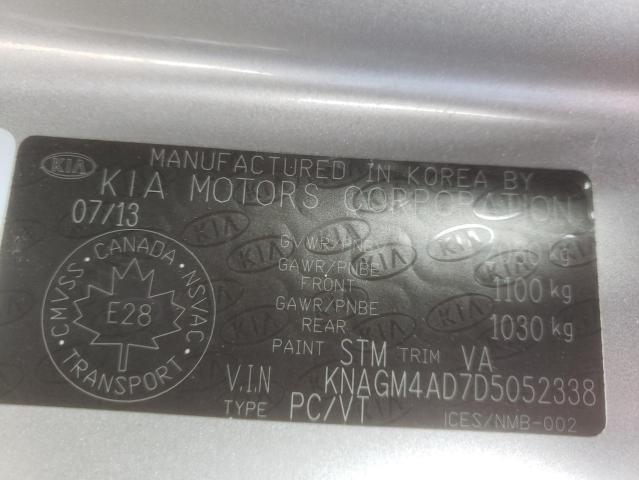 KIA
MANUFACTURED IN KOREA BY
KIA MOTORS CORPORATION
07/13
CMVSS · CANADA · NSVAC
E28
TRANSPORT
GVWR/PNBV
GAWR/PNBE
FRONT 1100 kg
GAWR/PNBE
REAR 1030 kg
PAINT STM TRIM VA
V.I.N KNAGM4AD7D5052338
TYPE PC/VT
ICES/NMB-002